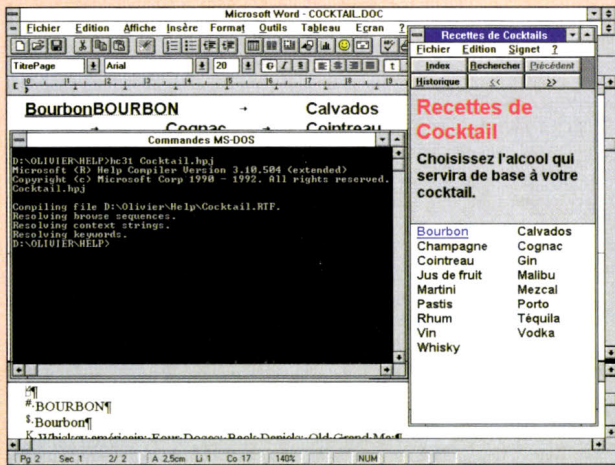 Microsoft Word - COCKTAIL.DOC
Fichier Edition Affiche Insère Format Outils Tableau Ecran ?
TitrePage Arial 20 G I S
BourbonBOURBON → Calvados
→ Cognac → Cointreau
Commandes MS-DOS
D:\OLIVIER\HELP>hc31 Cocktail.hpj
Microsoft (R) Help Compiler Version 3.10.504 (extended)
Copyright (c) Microsoft Corp 1990 - 1992. All rights reserved.
Cocktail.hpj
Compiling file D:\Olivier\Help\Cocktail.RTF.
Resolving browse sequences.
Resolving context strings.
Resolving keywords.
D:\OLIVIER\HELP>
Recettes de Cocktails
Fichier Edition Signet ?
Index Rechercher Précédent
Historique << >>
Recettes de
Cocktail
Choisissez l'alcool qui
servira de base à votre
cocktail.
Bourbon Calvados
Champagne Cognac
Cointreau Gin
Jus de fruit Malibu
Martini Mezcal
Pastis Porto
Rhum Téquila
Vin Vodka
Whisky
#·BOURBON¶
$·Bourbon¶
K·Whiskey·américain;·Four·Roses;
Pg 2 Sec 1 2/ 2 A 2.5cm Li 1 Co 17 140% NUM